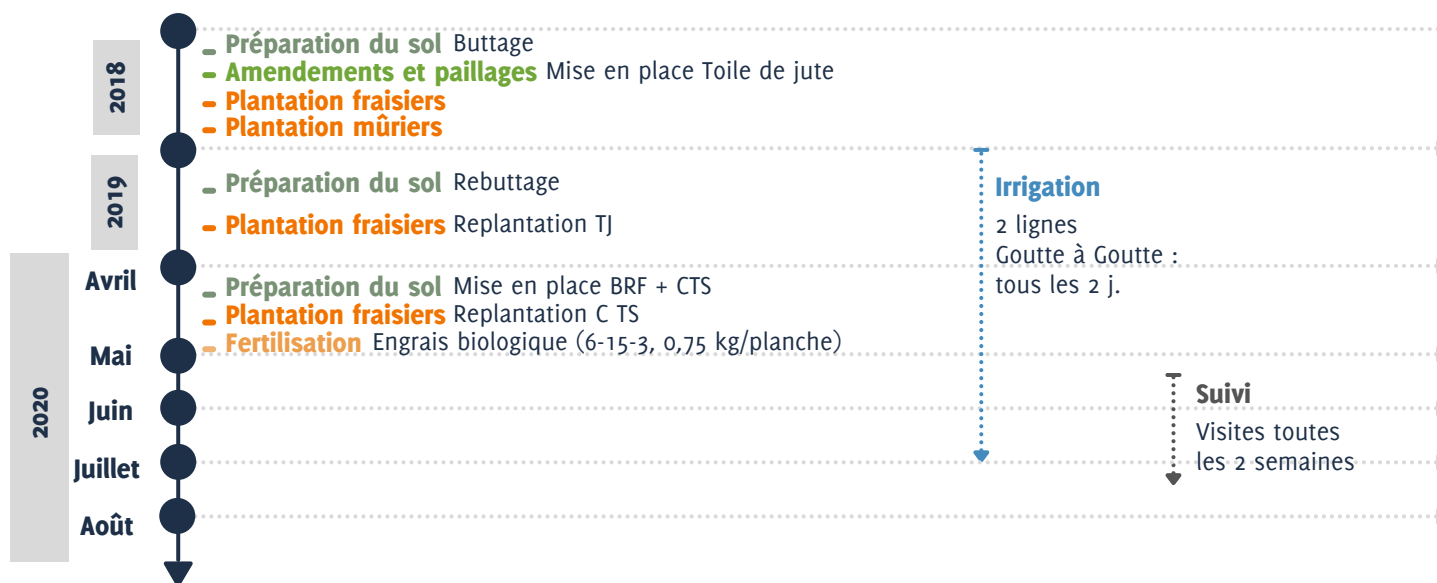 2018
Préparation du sol Buttage
Amendements et paillages Mise en place Toile de jute
Plantation fraisiers
Plantation mûriers
2019
Préparation du sol Rebuttage
Plantation fraisiers Replantation TJ
Irrigation
2 lignes
Goutte à Goutte :
tous les 2 j.
2020
Avril
Préparation du sol Mise en place BRF + CTS
Plantation fraisiers Replantation C TS
Fertilisation Engrais biologique (6-15-3, 0,75 kg/planche)
Mai
Juin
Juillet
Août
Suivi
Visites toutes
les 2 semaines